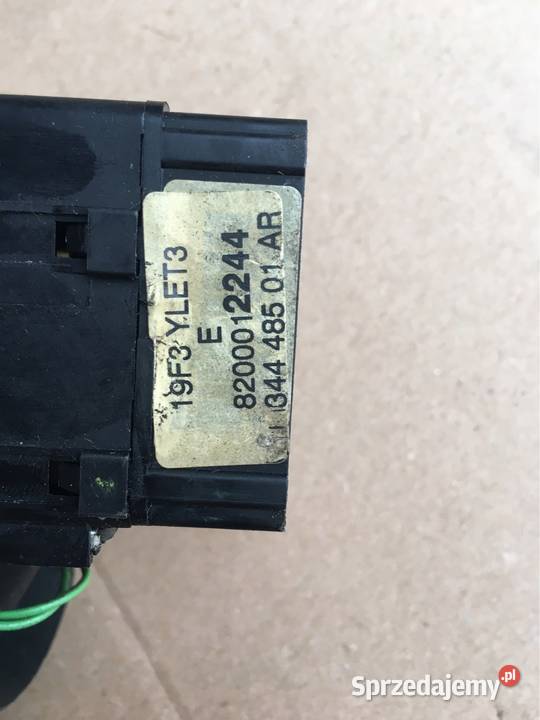 19F3 YLET3
E
8200012244
344 485 01 AR
Sprzedajemy.pl